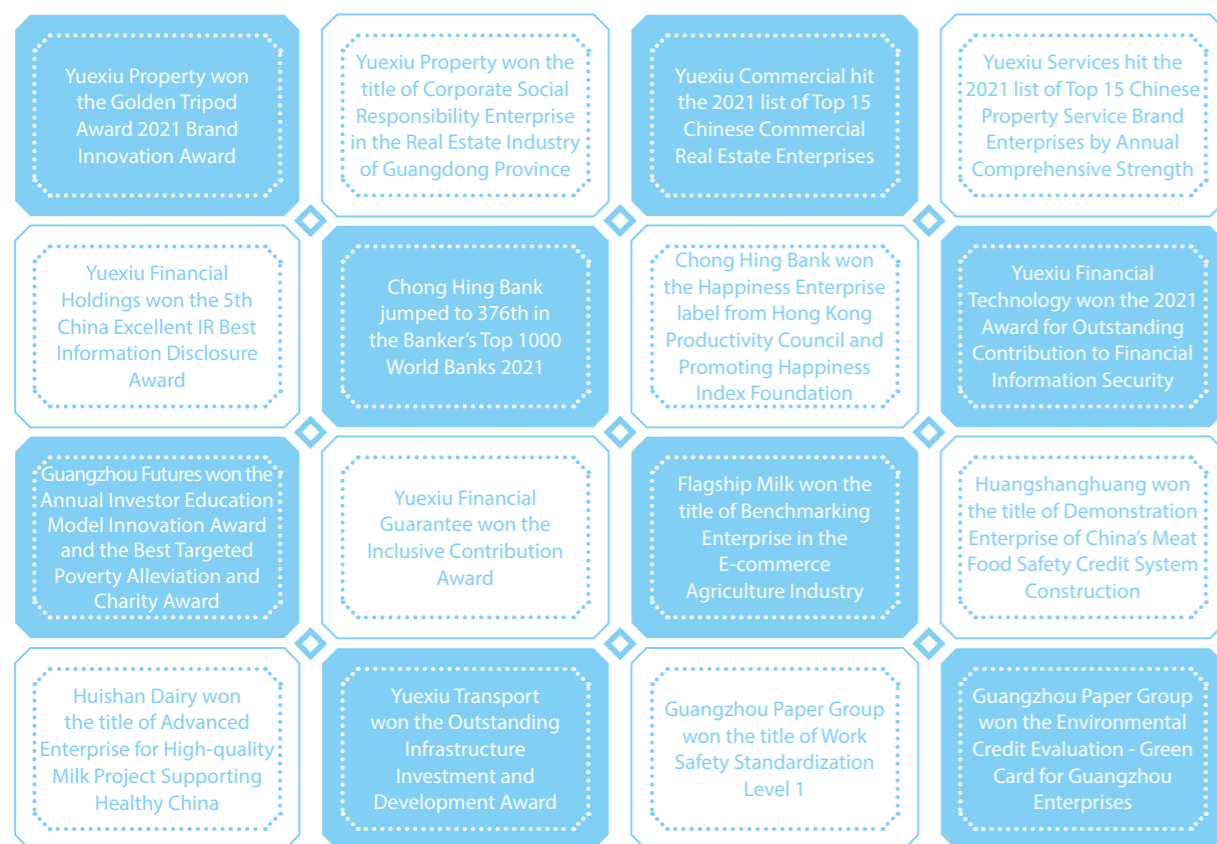 Yuexiu Property won
the Golden Tripod
Award 2021 Brand
Innovation Award
Yuexiu Property won the
title of Corporate Social
Responsibility Enterprise
in the Real Estate Industry
of Guangdong Province
Yuexiu Commercial hit
the 2021 list of Top 15
Chinese Commercial
Real Estate Enterprises
Yuexiu Services hit the
2021 list of Top 15 Chinese
Property Service Brand
Enterprises by Annual
Comprehensive Strength
Yuexiu Financial
Holdings won the 5th
China Excellent IR Best
Information Disclosure
Award
Chong Hing Bank
jumped to 376th in
the Banker's Top 1000
World Banks 2021
Chong Hing Bank won
the Happiness Enterprise
label from Hong Kong
Productivity Council and
Promoting Happiness
Index Foundation
Yuexiu Financial
Technology won the 2021
Award for Outstanding
Contribution to Financial
Information Security
Guangzhou Futures won the
Annual Investor Education
Model Innovation Award
and the Best Targeted
Poverty Alleviation and
Charity Award
Yuexiu Financial
Guarantee won the
Inclusive Contribution
Award
Flagship Milk won the
title of Benchmarking
Enterprise in the
E-commerce
Agriculture Industry
Huangshanghuang won
the title of Demonstration
Enterprise of China's Meat
Food Safety Credit System
Construction
Huishan Dairy won
the title of Advanced
Enterprise for High-quality
Milk Project Supporting
Healthy China
Yuexiu Transport
won the Outstanding
Infrastructure
Investment and
Development Award
Guangzhou Paper Group
won the title of Work
Safety Standardization
Level 1
Guangzhou Paper Group
won the Environmental
Credit Evaluation - Green
Card for Guangzhou
Enterprises